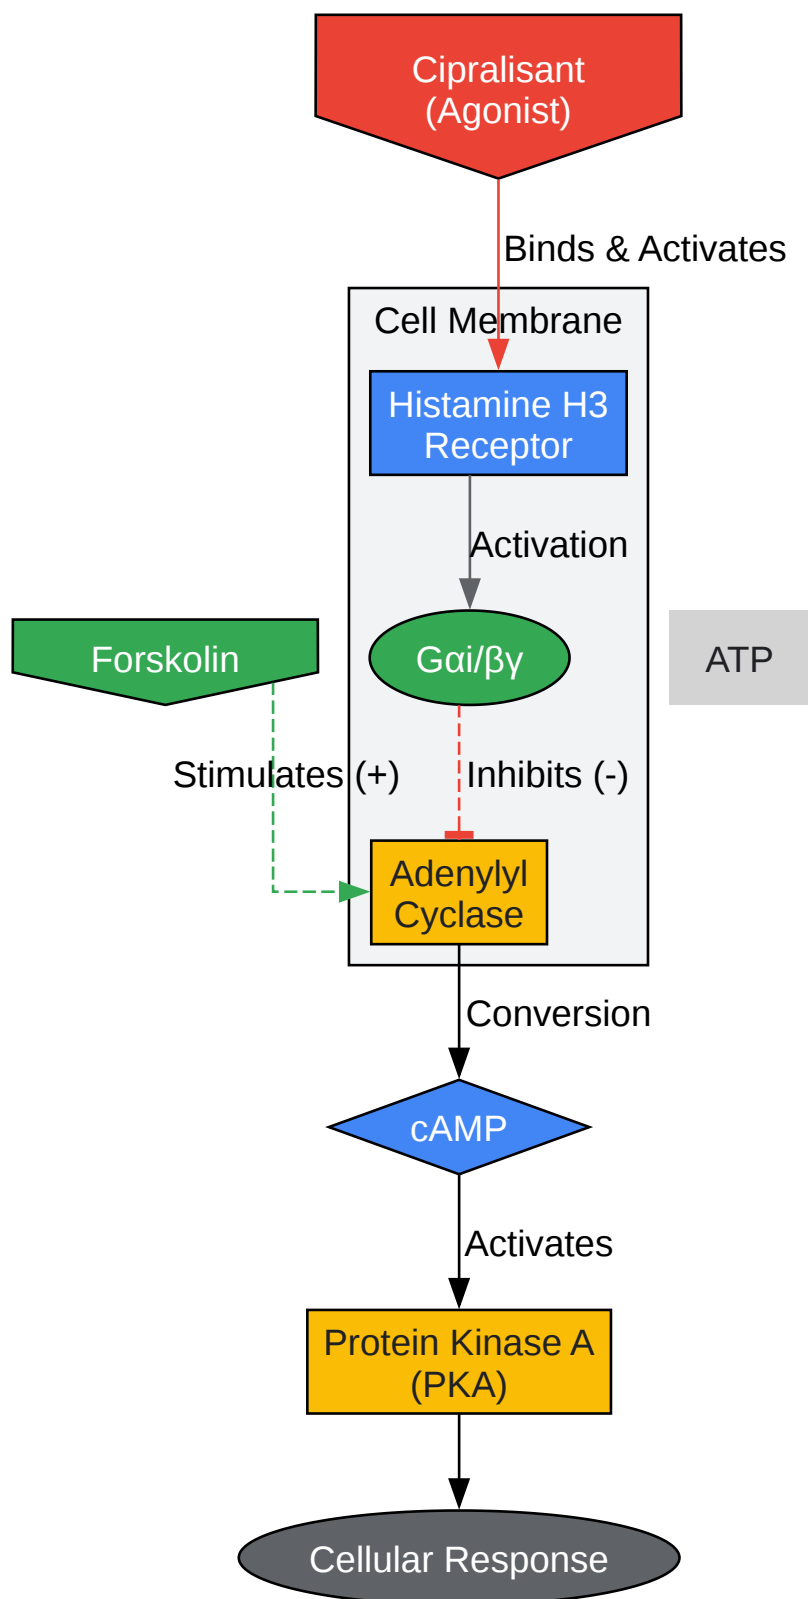 Cipralisant
(Agonist)
Binds & Activates
Cell Membrane
Histamine H3
Receptor
Activation
Forskolin
Gαi/βγ
ATP
Stimulates (+)
Inhibits (-)
Adenylyl
Cyclase
Conversion
cAMP
Activates
Protein Kinase A
(PKA)
Cellular Response